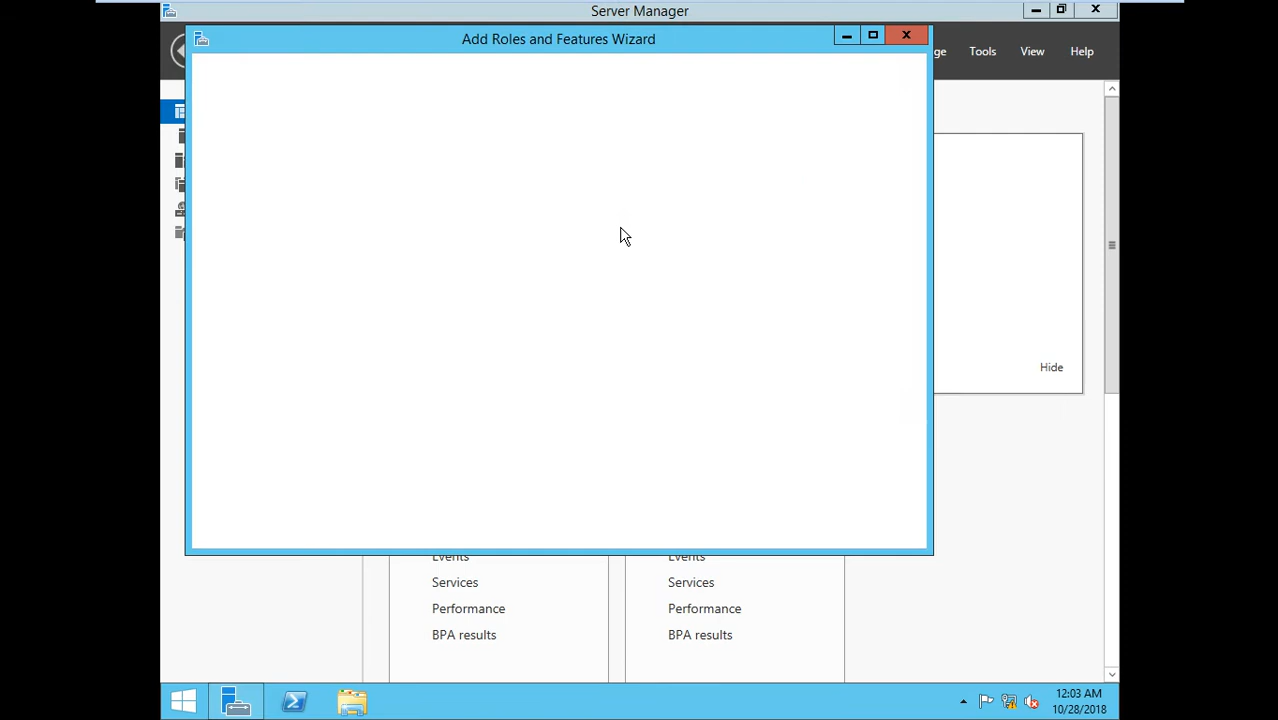 Server Manager
Add Roles and Features Wizard
ge Tools View Help
Hide
Events Events
Services Services
Performance Performance
BPA results BPA results
12:03 AM
10/28/2018